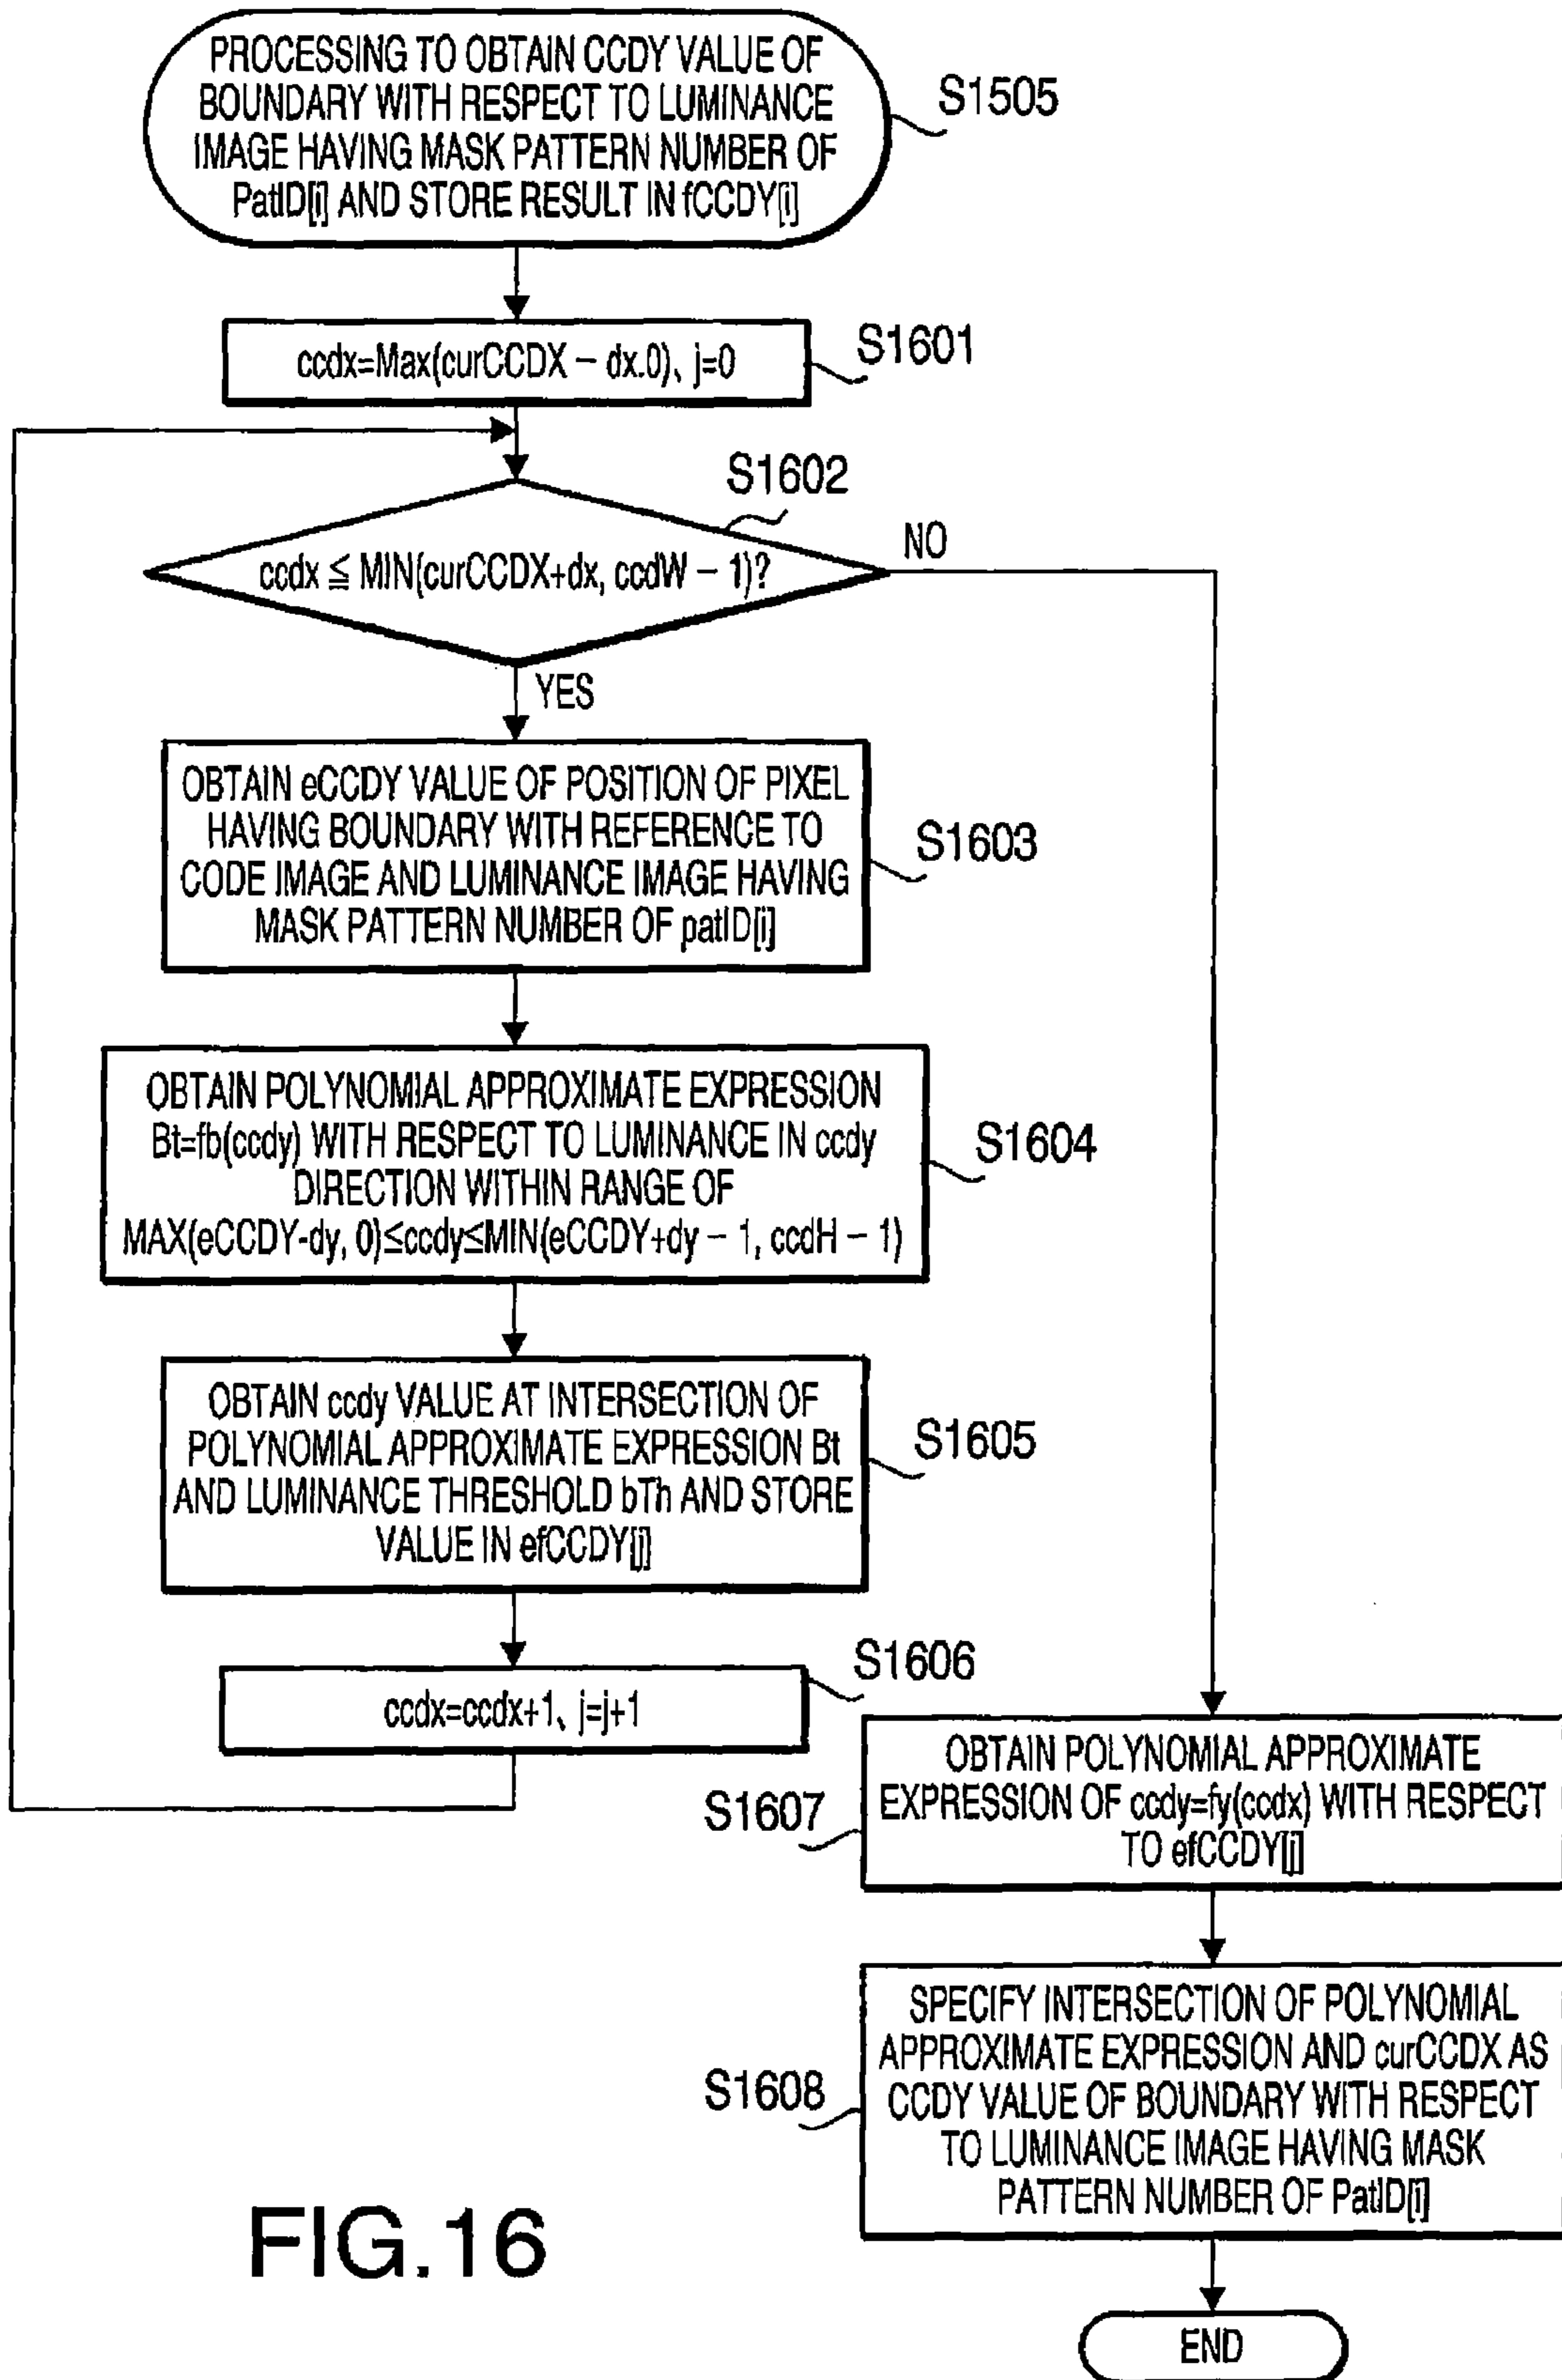 PROCESSING TO OBTAIN CCDY VALUE OF
BOUNDARY WITH RESPECT TO LUMINANCE
IMAGE HAVING MASK PATTERN NUMBER OF
PatID[i] AND STORE RESULT IN fCCDY[i]
S1505
ccdx=Max(curCCDX – dx.0)、j=0
S1601
S1602
ccdx ≦ MIN(curCCDX+dx, ccdW – 1)?
NO
YES
OBTAIN eCCDY VALUE OF POSITION OF PIXEL
HAVING BOUNDARY WITH REFERENCE TO
CODE IMAGE AND LUMINANCE IMAGE HAVING
MASK PATTERN NUMBER OF patID[i]
S1603
OBTAIN POLYNOMIAL APPROXIMATE EXPRESSION
Bt=fb(ccdy) WITH RESPECT TO LUMINANCE IN ccdy
DIRECTION WITHIN RANGE OF
MAX(eCCDY-dy, 0)≤ccdy≤MIN(eCCDY+dy – 1, ccdH – 1)
S1604
OBTAIN ccdy VALUE AT INTERSECTION OF
POLYNOMIAL APPROXIMATE EXPRESSION Bt
AND LUMINANCE THRESHOLD bTh AND STORE
VALUE IN efCCDY[j]
S1605
ccdx=ccdx+1、j=j+1
S1606
OBTAIN POLYNOMIAL APPROXIMATE
EXPRESSION OF ccdy=fy(ccdx) WITH RESPECT
TO efCCDY[j]
S1607
SPECIFY INTERSECTION OF POLYNOMIAL
APPROXIMATE EXPRESSION AND curCCDX AS
CCDY VALUE OF BOUNDARY WITH RESPECT
TO LUMINANCE IMAGE HAVING MASK
PATTERN NUMBER OF PatID[i]
S1608
END
FIG.16